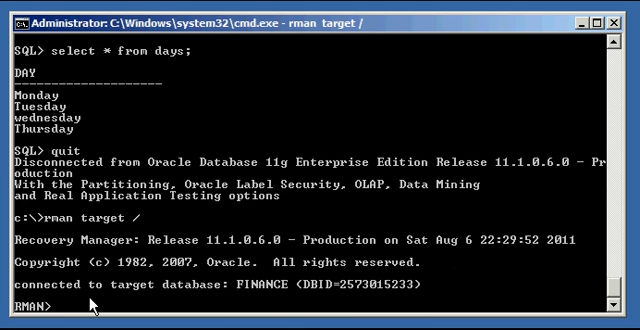 Administrator: C:\Windows\system32\cmd.exe - rman target /
SQL> select * from days;
DAY
--------------------
Monday
Tuesday
wednesday
Thursday
SQL> quit
Disconnected from Oracle Database 11g Enterprise Edition Release 11.1.0.6.0 - Pr
oduction
With the Partitioning, Oracle Label Security, OLAP, Data Mining
and Real Application Testing options
c:\>rman target /
Recovery Manager: Release 11.1.0.6.0 - Production on Sat Aug 6 22:29:52 2011
Copyright (c) 1982, 2007, Oracle.  All rights reserved.
connected to target database: FINANCE (DBID=2573015233)
RMAN>